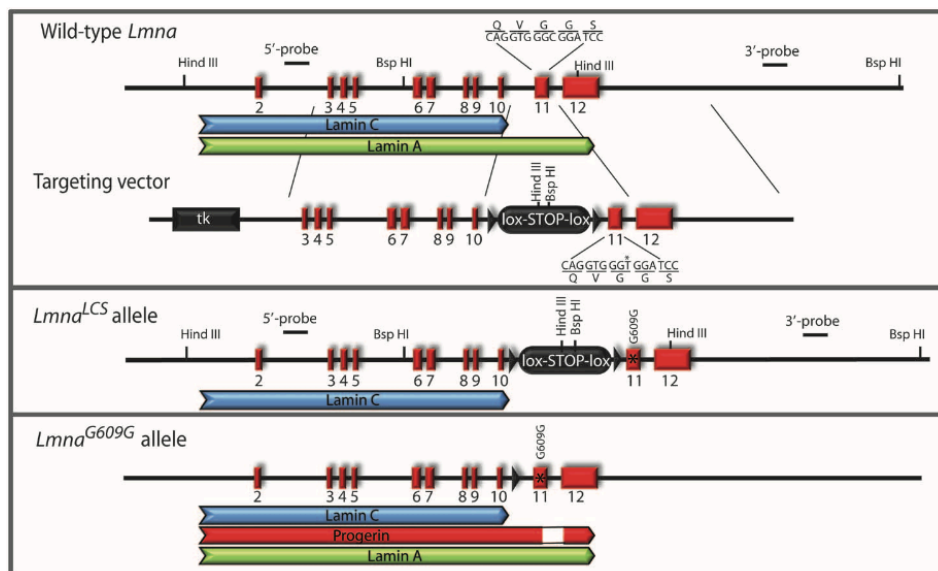 Wild-type Lmna
Q V G G S
CAG GTG GGC GGA TCC
Hind III
5'-probe
Bsp HI
Hind III
3'-probe
Bsp HI
2 3 4 5 6 7 8 9 10 11 12
Lamin C
Lamin A
Targeting vector
Hind III
Bsp HI
tk
lox-STOP-lox
3 4 5 6 7 8 9 10 11 12
CAG GTG GGT* GGA TCC
Q V G G S
Lmna^LCS allele
Hind III
5'-probe
Bsp HI
Hind III
Bsp HI
G609G
Hind III
3'-probe
Bsp HI
lox-STOP-lox
*
2 3 4 5 6 7 8 9 10 11 12
Lamin C
Lmna^G609G allele
G609G
*
2 3 4 5 6 7 8 9 10 11 12
Lamin C
Progerin
Lamin A